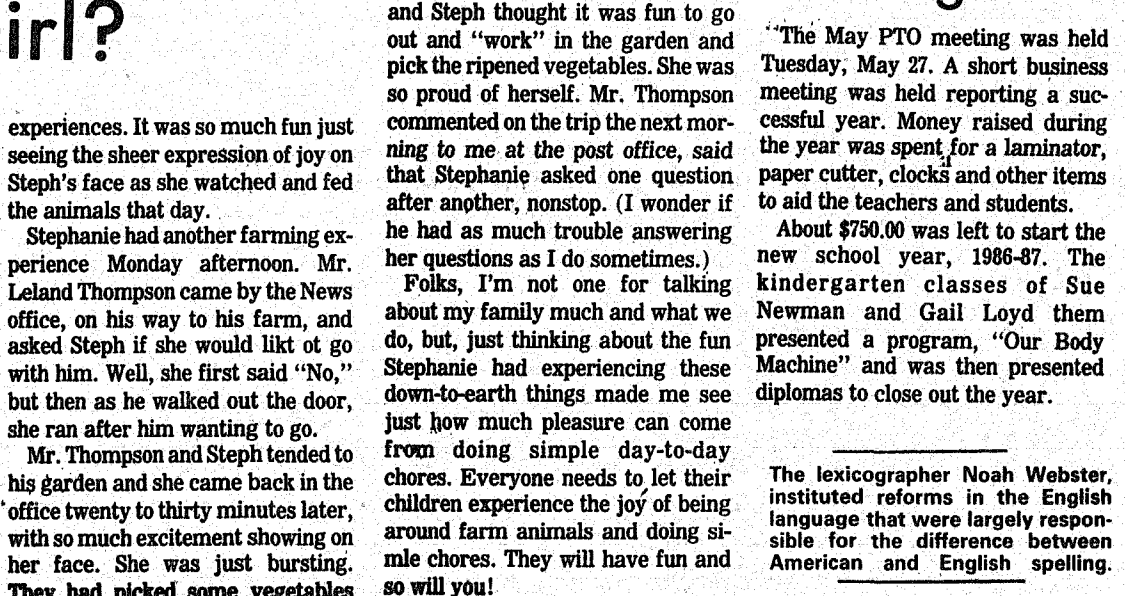 irl?
experiences. It was so much fun just
seeing the sheer expression of joy on
Steph's face as she watched and fed
the animals that day.
Stephanie had another farming ex-
perience Monday afternoon. Mr.
Leland Thompson came by the News
office, on his way to his farm, and
asked Steph if she would likt ot go
with him. Well, she first said "No,"
but then as he walked out the door,
she ran after him wanting to go.
Mr. Thompson and Steph tended to
his garden and she came back in the
office twenty to thirty minutes later,
with so much excitement showing on
her face. She was just bursting.
They had picked some vegetables
and Steph thought it was fun to go
out and "work" in the garden and
pick the ripened vegetables. She was
so proud of herself. Mr. Thompson
commented on the trip the next mor-
ning to me at the post office, said
that Stephanie asked one question
after another, nonstop. (I wonder if
he had as much trouble answering
her questions as I do sometimes.)
Folks, I'm not one for talking
about my family much and what we
do, but, just thinking about the fun
Stephanie had experiencing these
down-to-earth things made me see
just how much pleasure can come
from doing simple day-to-day
chores. Everyone needs to let their
children experience the joy of being
around farm animals and doing si-
mle chores. They will have fun and
so will you!
The May PTO meeting was held
Tuesday, May 27. A short business
meeting was held reporting a suc-
cessful year. Money raised during
the year was spent for a laminator,
paper cutter, clocks and other items
to aid the teachers and students.
About $750.00 was left to start the
new school year, 1986-87. The
kindergarten classes of Sue
Newman and Gail Loyd them
presented a program, "Our Body
Machine" and was then presented
diplomas to close out the year.
The lexicographer Noah Webster,
instituted reforms in the English
language that were largely respon-
sible for the difference between
American and English spelling.